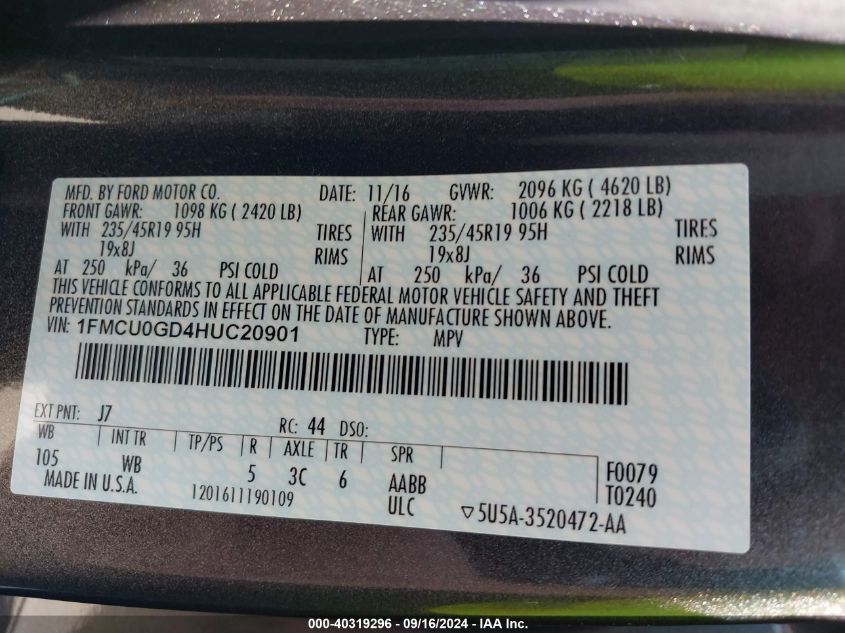 MFD. BY FORD MOTOR CO. DATE: 11/16 GVWR: 2096 KG ( 4620 LB)
FRONT GAWR: 1098 KG ( 2420 LB) REAR GAWR: 1006 KG ( 2218 LB)
WITH 235/45R19 95H TIRES WITH 235/45R19 95H TIRES
19x8J RIMS 19x8J RIMS
AT 250 kPa/ 36 PSI COLD AT 250 kPa/ 36 PSI COLD
THIS VEHICLE CONFORMS TO ALL APPLICABLE FEDERAL MOTOR VEHICLE SAFETY AND THEFT
PREVENTION STANDARDS IN EFFECT ON THE DATE OF MANUFACTURE SHOWN ABOVE.
VIN: 1FMCU0GD4HUC20901 TYPE: MPV
EXT PNT: J7 RC: 44 DSO:
WB INT TR TP/PS R AXLE TR SPR
105 WB 5 3C 6 AABB F0079
MADE IN U.S.A. 1201611190109 ULC T0240
▽5U5A-3520472-AA
000-40319296 - 09/16/2024 - IAA Inc.